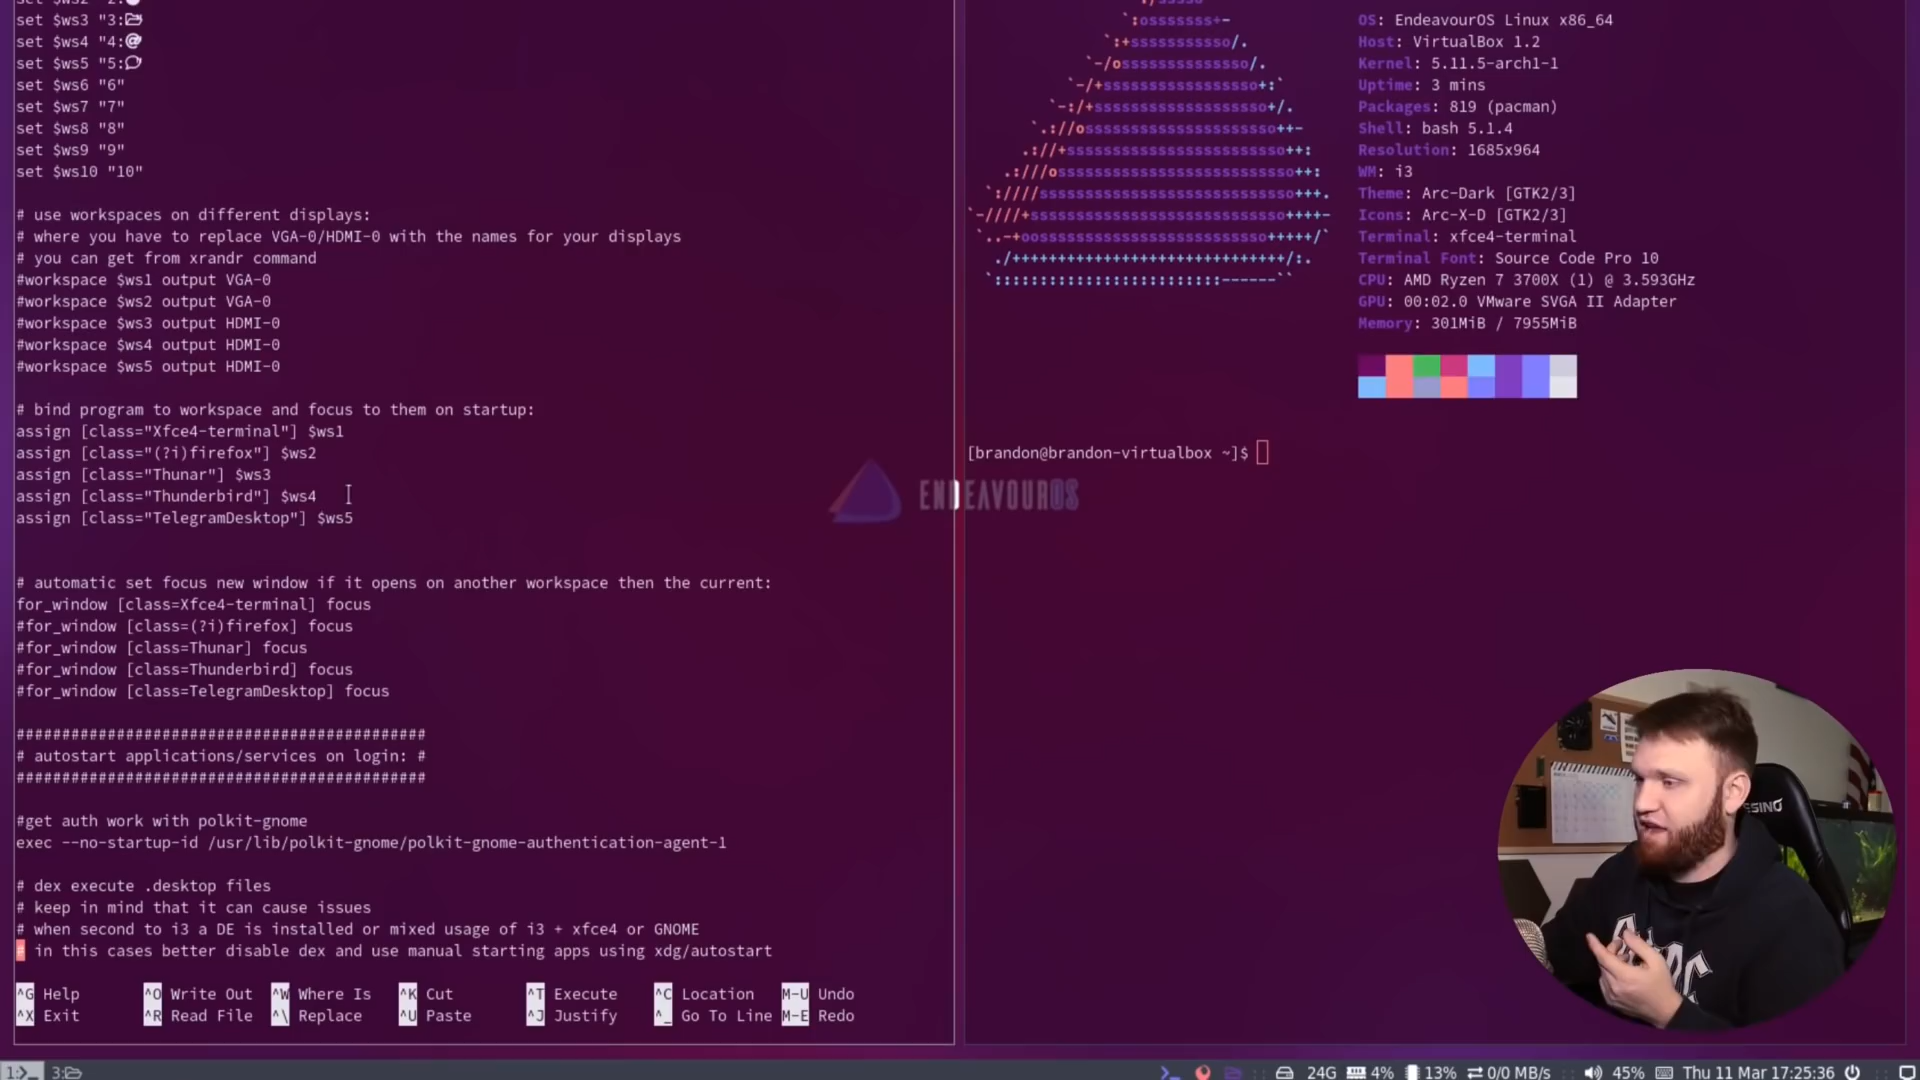 set $ws3 "3:
set $ws4 "4:
set $ws5 "5:
set $ws6 "6"
set $ws7 "7"
set $ws8 "8"
set $ws9 "9"
set $ws10 "10"
# use workspaces on different displays:
# where you have to replace VGA-0/HDMI-0 with the names for your displays
# you can get from xrandr command
#workspace $ws1 output VGA-0
#workspace $ws2 output VGA-0
#workspace $ws3 output HDMI-0
#workspace $ws4 output HDMI-0
#workspace $ws5 output HDMI-0
# bind program to workspace and focus to them on startup:
assign [class="Xfce4-terminal"] $ws1
assign [class="(?i)firefox"] $ws2
assign [class="Thunar"] $ws3
assign [class="Thunderbird"] $ws4
assign [class="TelegramDesktop"] $ws5
# automatic set focus new window if it opens on another workspace then the current:
for_window [class=Xfce4-terminal] focus
#for_window [class=(?i)firefox] focus
#for_window [class=Thunar] focus
#for_window [class=Thunderbird] focus
#for_window [class=TelegramDesktop] focus
#############################################
# autostart applications/services on login: #
#############################################
#get auth work with polkit-gnome
exec --no-startup-id /usr/lib/polkit-gnome/polkit-gnome-authentication-agent-1
# dex execute .desktop files
# keep in mind that it can cause issues
# when second to i3 a DE is installed or mixed usage of i3 + xfce4 or GNOME
# in this cases better disable dex and use manual starting apps using xdg/autostart
^G Help ^O Write Out ^W Where Is ^K Cut ^T Execute ^C Location M-U Undo
^X Exit ^R Read File ^\ Replace ^U Paste ^J Justify ^_ Go To Line M-E Redo
OS: EndeavourOS Linux x86_64
Host: VirtualBox 1.2
Kernel: 5.11.5-arch1-1
Uptime: 3 mins
Packages: 819 (pacman)
Shell: bash 5.1.4
Resolution: 1685x964
WM: i3
Theme: Arc-Dark [GTK2/3]
Icons: Arc-X-D [GTK2/3]
Terminal: xfce4-terminal
Terminal Font: Source Code Pro 10
CPU: AMD Ryzen 7 3700X (1) @ 3.593GHz
GPU: 00:02.0 VMware SVGA II Adapter
Memory: 301MiB / 7955MiB
[brandon@brandon-virtualbox ~]$
ENDEAVOUROS
1:>_ 3: 24G 4% 13% 0/0 MB/s 45% Thu 11 Mar 17:25:36